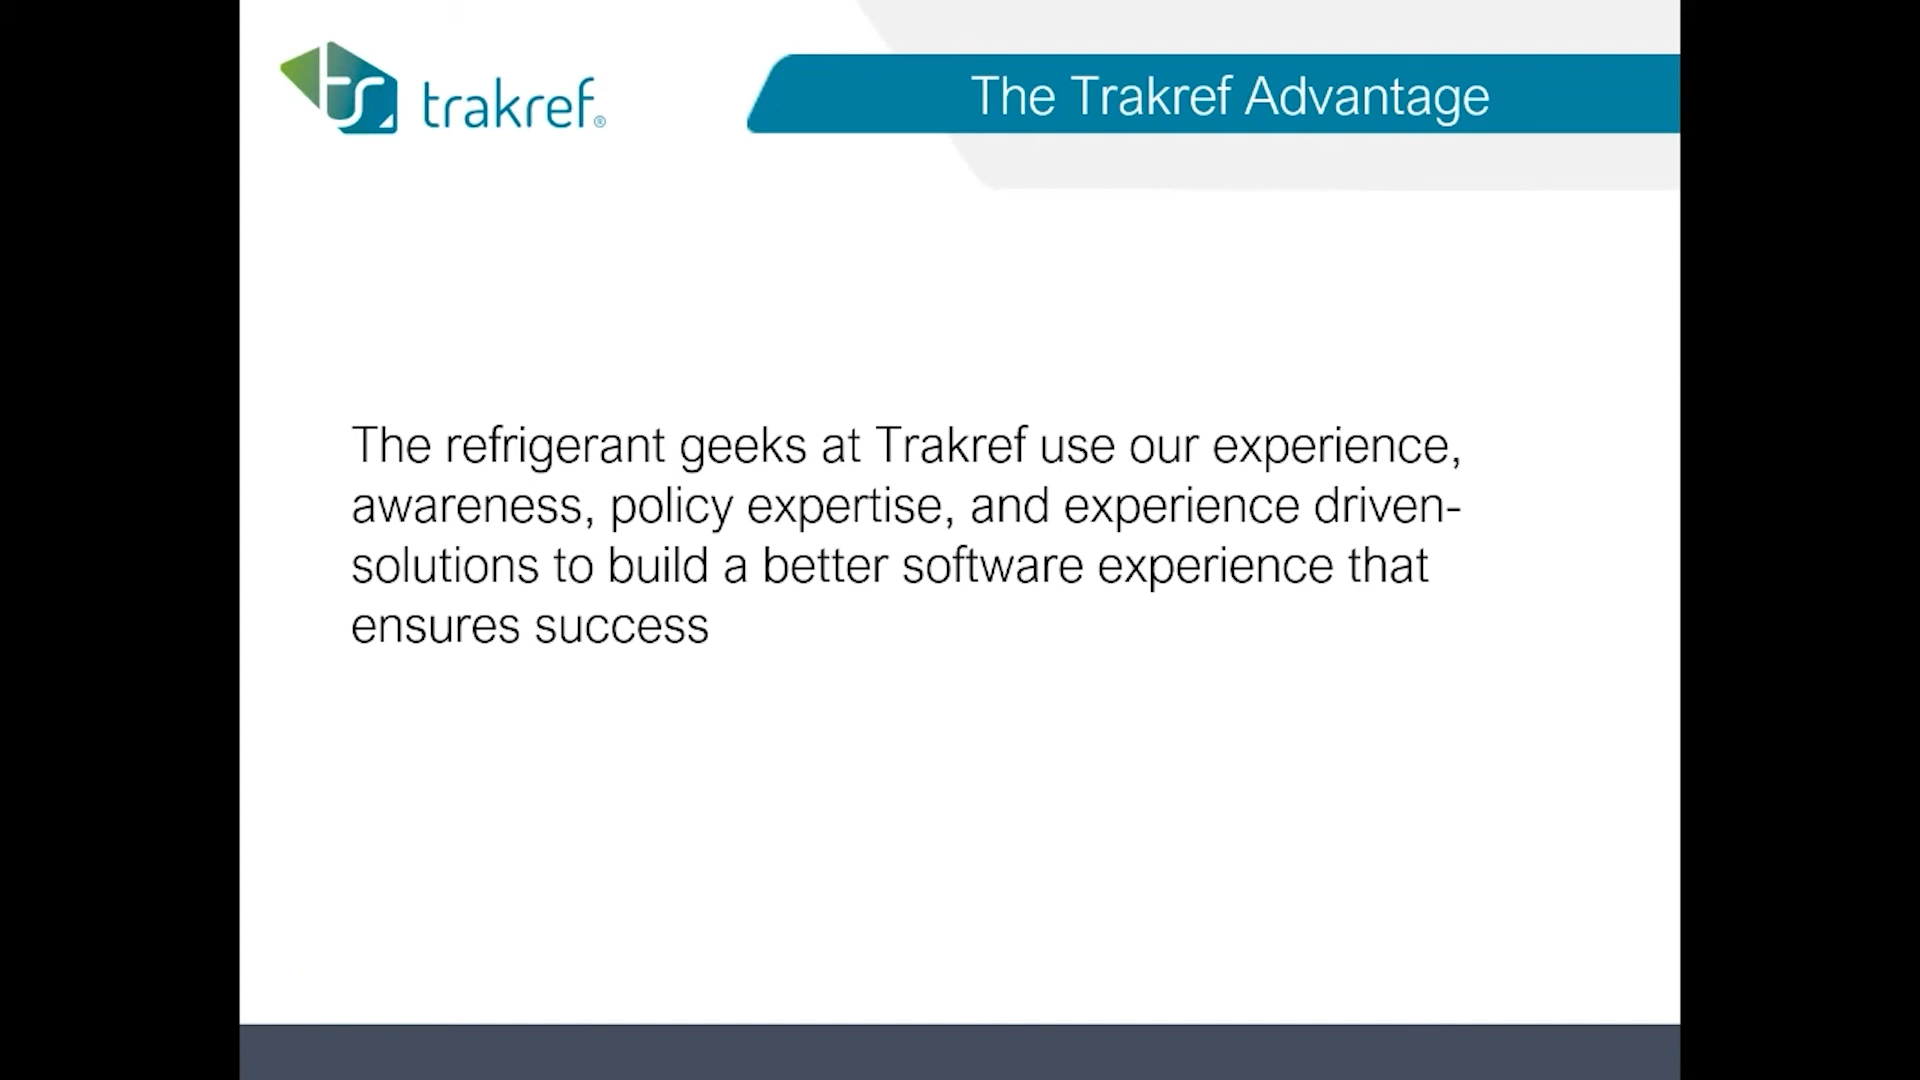 ts trakref®
The Trakref Advantage
The refrigerant geeks at Trakref use our experience,
awareness, policy expertise, and experience driven-
solutions to build a better software experience that
ensures success